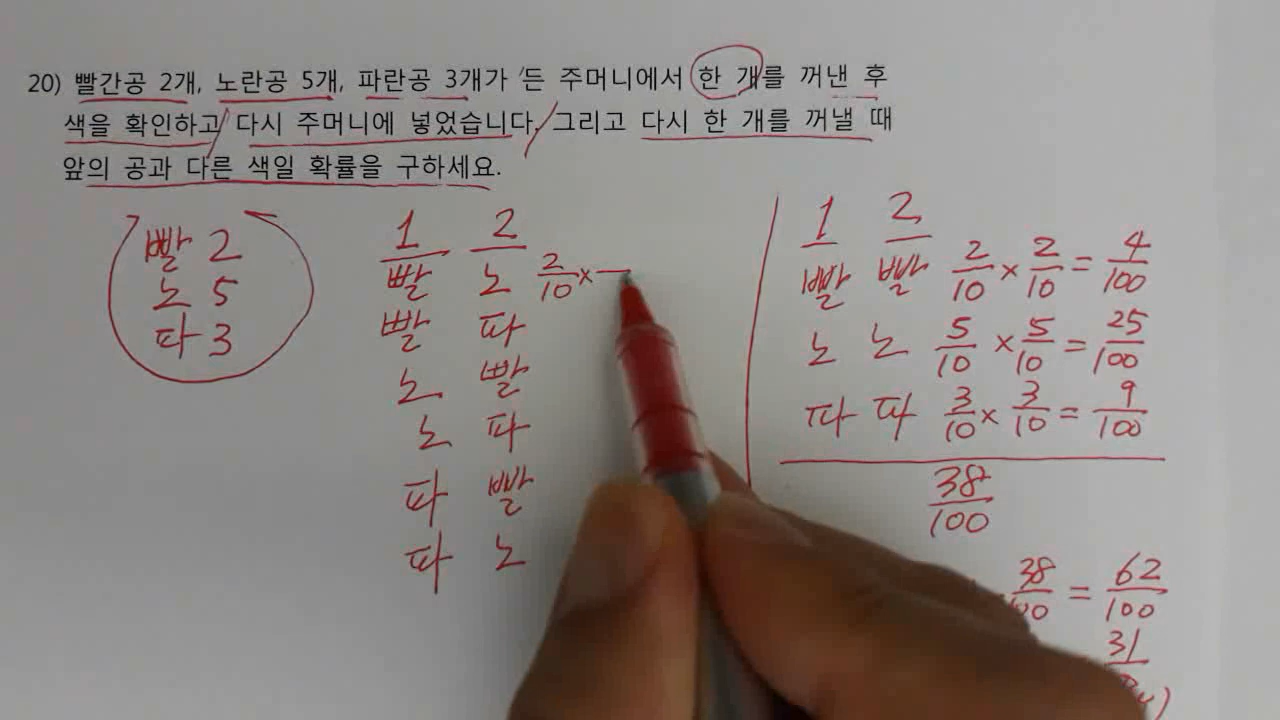 20) 빨간공 2개, 노란공 5개, 파란공 3개가 든 주머니에서 한 개를 꺼낸 후
색을 확인하고 다시 주머니에 넣었습니다. 그리고 다시 한 개를 꺼낼 때
앞의 공과 다른 색일 확률을 구하세요.
빨 2
노 5
파 3
1 2
빨 노 2/10 ×
빨 파
노 빨
노 파
파 빨
파 노
1 2
빨 빨 2/10 × 2/10 = 4/100
노 노 5/10 × 5/10 = 25/100
파 파 3/10 × 3/10 = 9/100
38/100
38/100 = 62/100
31